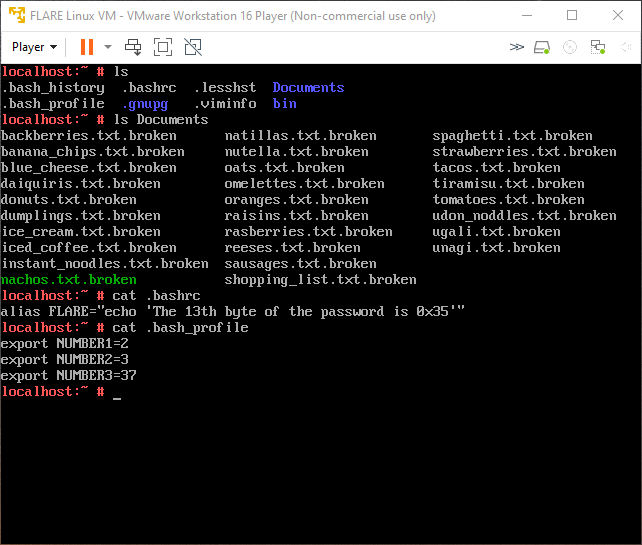 FLARE Linux VM - VMware Workstation 16 Player (Non-commercial use only)
Player
localhost:~ # ls
.bash_history  .bashrc  .lesshst  Documents
.bash_profile  .gnupg  .viminfo  bin
localhost:~ # ls Documents
backberries.txt.broken  natillas.txt.broken  spaghetti.txt.broken
banana_chips.txt.broken  nutella.txt.broken  strawberries.txt.broken
blue_cheese.txt.broken  oats.txt.broken  tacos.txt.broken
daiquiris.txt.broken  omelettes.txt.broken  tiramisu.txt.broken
donuts.txt.broken  oranges.txt.broken  tomatoes.txt.broken
dumplings.txt.broken  raisins.txt.broken  udon_noddles.txt.broken
ice_cream.txt.broken  rasberries.txt.broken  ugali.txt.broken
iced_coffee.txt.broken  reeses.txt.broken  unagi.txt.broken
instant_noodles.txt.broken  sausages.txt.broken
nachos.txt.broken  shopping_list.txt.broken
localhost:~ # cat .bashrc
alias FLARE="echo 'The 13th byte of the password is 0x35'"
localhost:~ # cat .bash_profile
export NUMBER1=2
export NUMBER2=3
export NUMBER3=37
localhost:~ # _